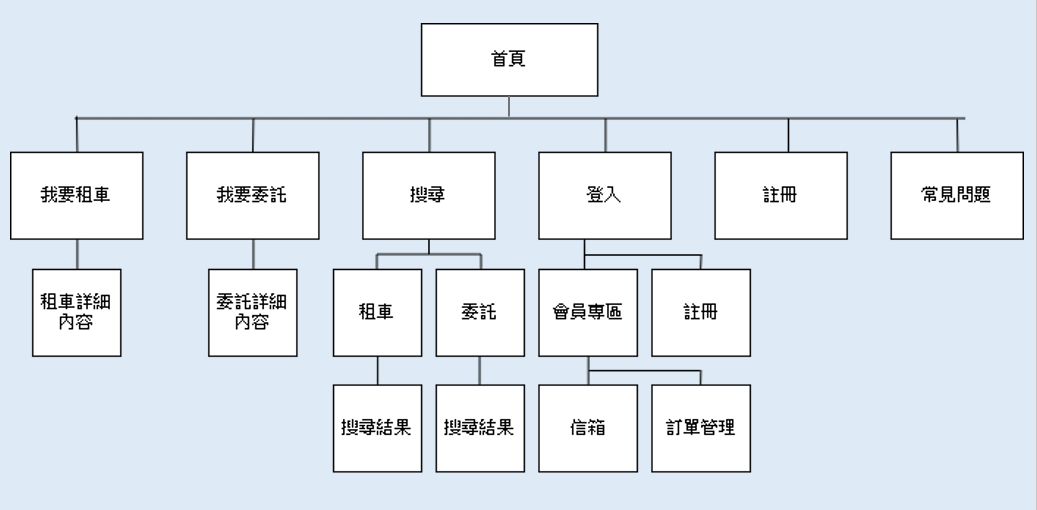 首頁
我要租車
我要委託
搜尋
登入
註冊
常見問題
租車詳細
內容
委託詳細
內容
租車
委託
會員專區
註冊
搜尋結果
搜尋結果
信箱
訂單管理